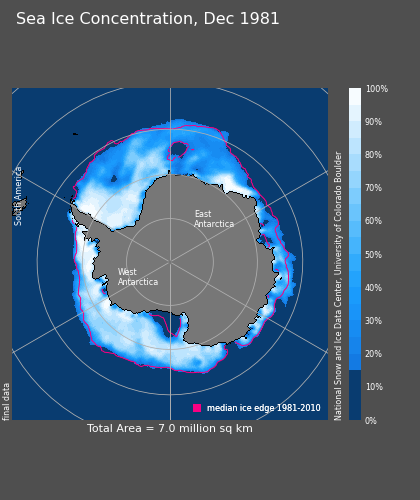 Sea Ice Concentration, Dec 1981
South America
East
Antarctica
West
Antarctica
median ice edge 1981-2010
final data
Total Area = 7.0 million sq km
National Snow and Ice Data Center, University of Colorado Boulder
100%
90%
80%
70%
60%
50%
40%
30%
20%
10%
0%